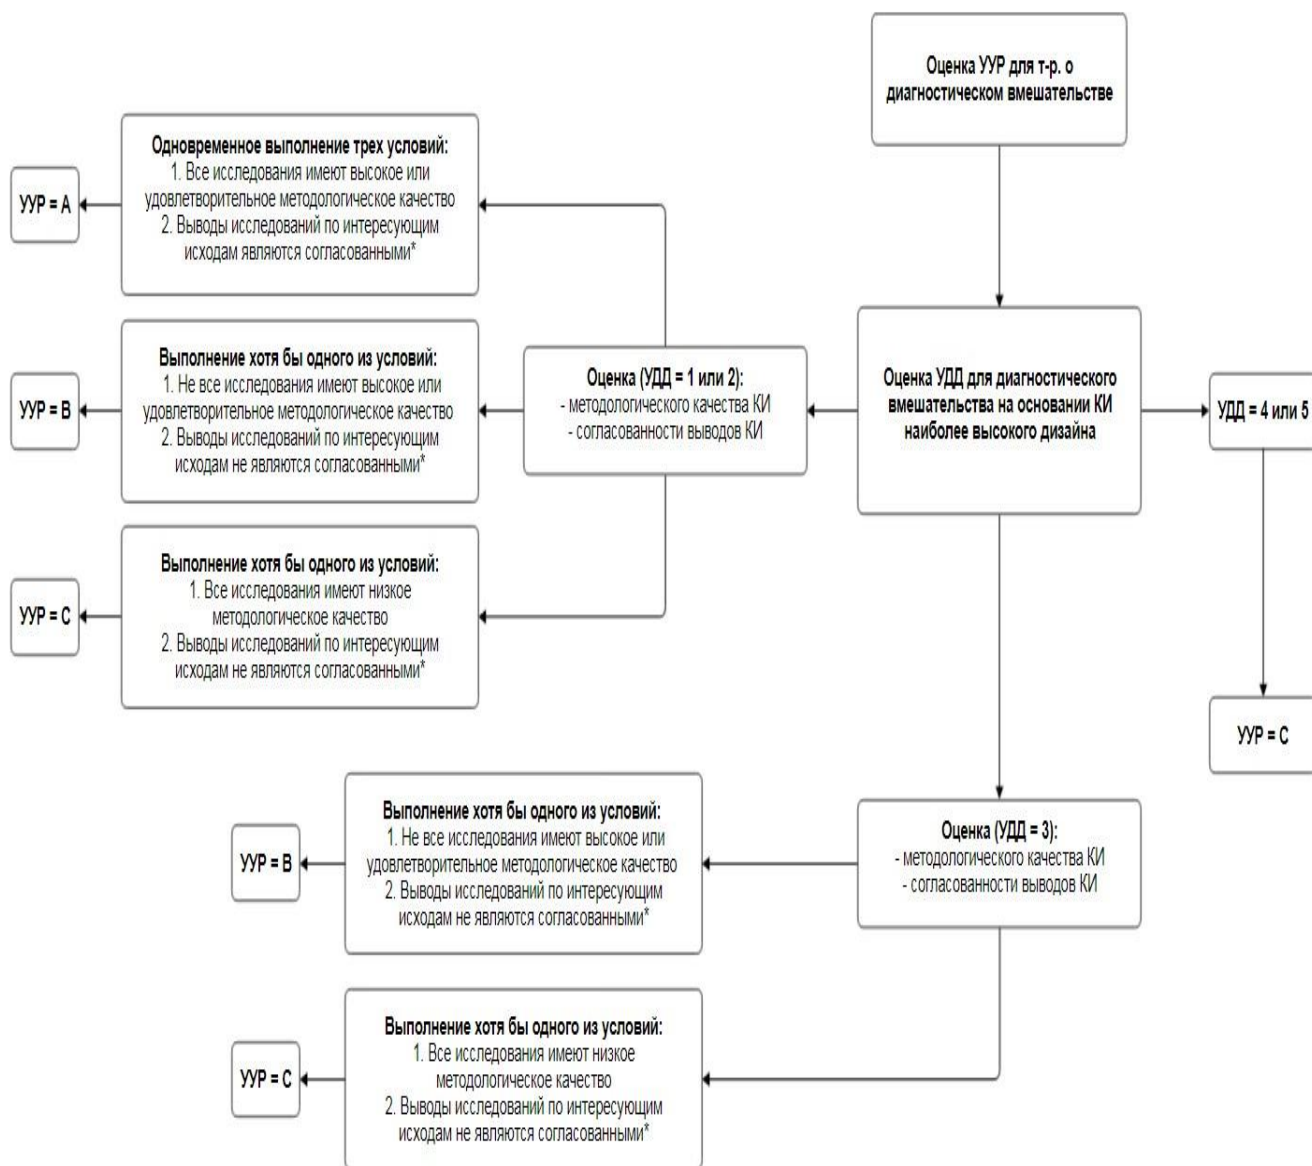 Оценка УУР для т-р. о
диагностическом вмешательстве
Одновременное выполнение трех условий:
1. Все исследования имеют высокое или
удовлетворительное методологическое качество
2. Выводы исследований по интересующим
исходам являются согласованными*
УУР = A
Выполнение хотя бы одного из условий:
1. Не все исследования имеют высокое или
удовлетворительное методологическое качество
2. Выводы исследований по интересующим
исходам не являются согласованными*
УУР = B
Выполнение хотя бы одного из условий:
1. Все исследования имеют низкое
методологическое качество
2. Выводы исследований по интересующим
исходам не являются согласованными*
УУР = C
Оценка (УДД = 1 или 2):
- методологического качества КИ
- согласованности выводов КИ
Оценка УДД для диагностического
вмешательства на основании КИ
наиболее высокого дизайна
УДД = 4 или 5
УУР = C
Оценка (УДД = 3):
- методологического качества КИ
- согласованности выводов КИ
Выполнение хотя бы одного из условий:
1. Не все исследования имеют высокое или
удовлетворительное методологическое качество
2. Выводы исследований по интересующим
исходам не являются согласованными*
УУР = B
Выполнение хотя бы одного из условий:
1. Все исследования имеют низкое
методологическое качество
2. Выводы исследований по интересующим
исходам не являются согласованными*
УУР = C